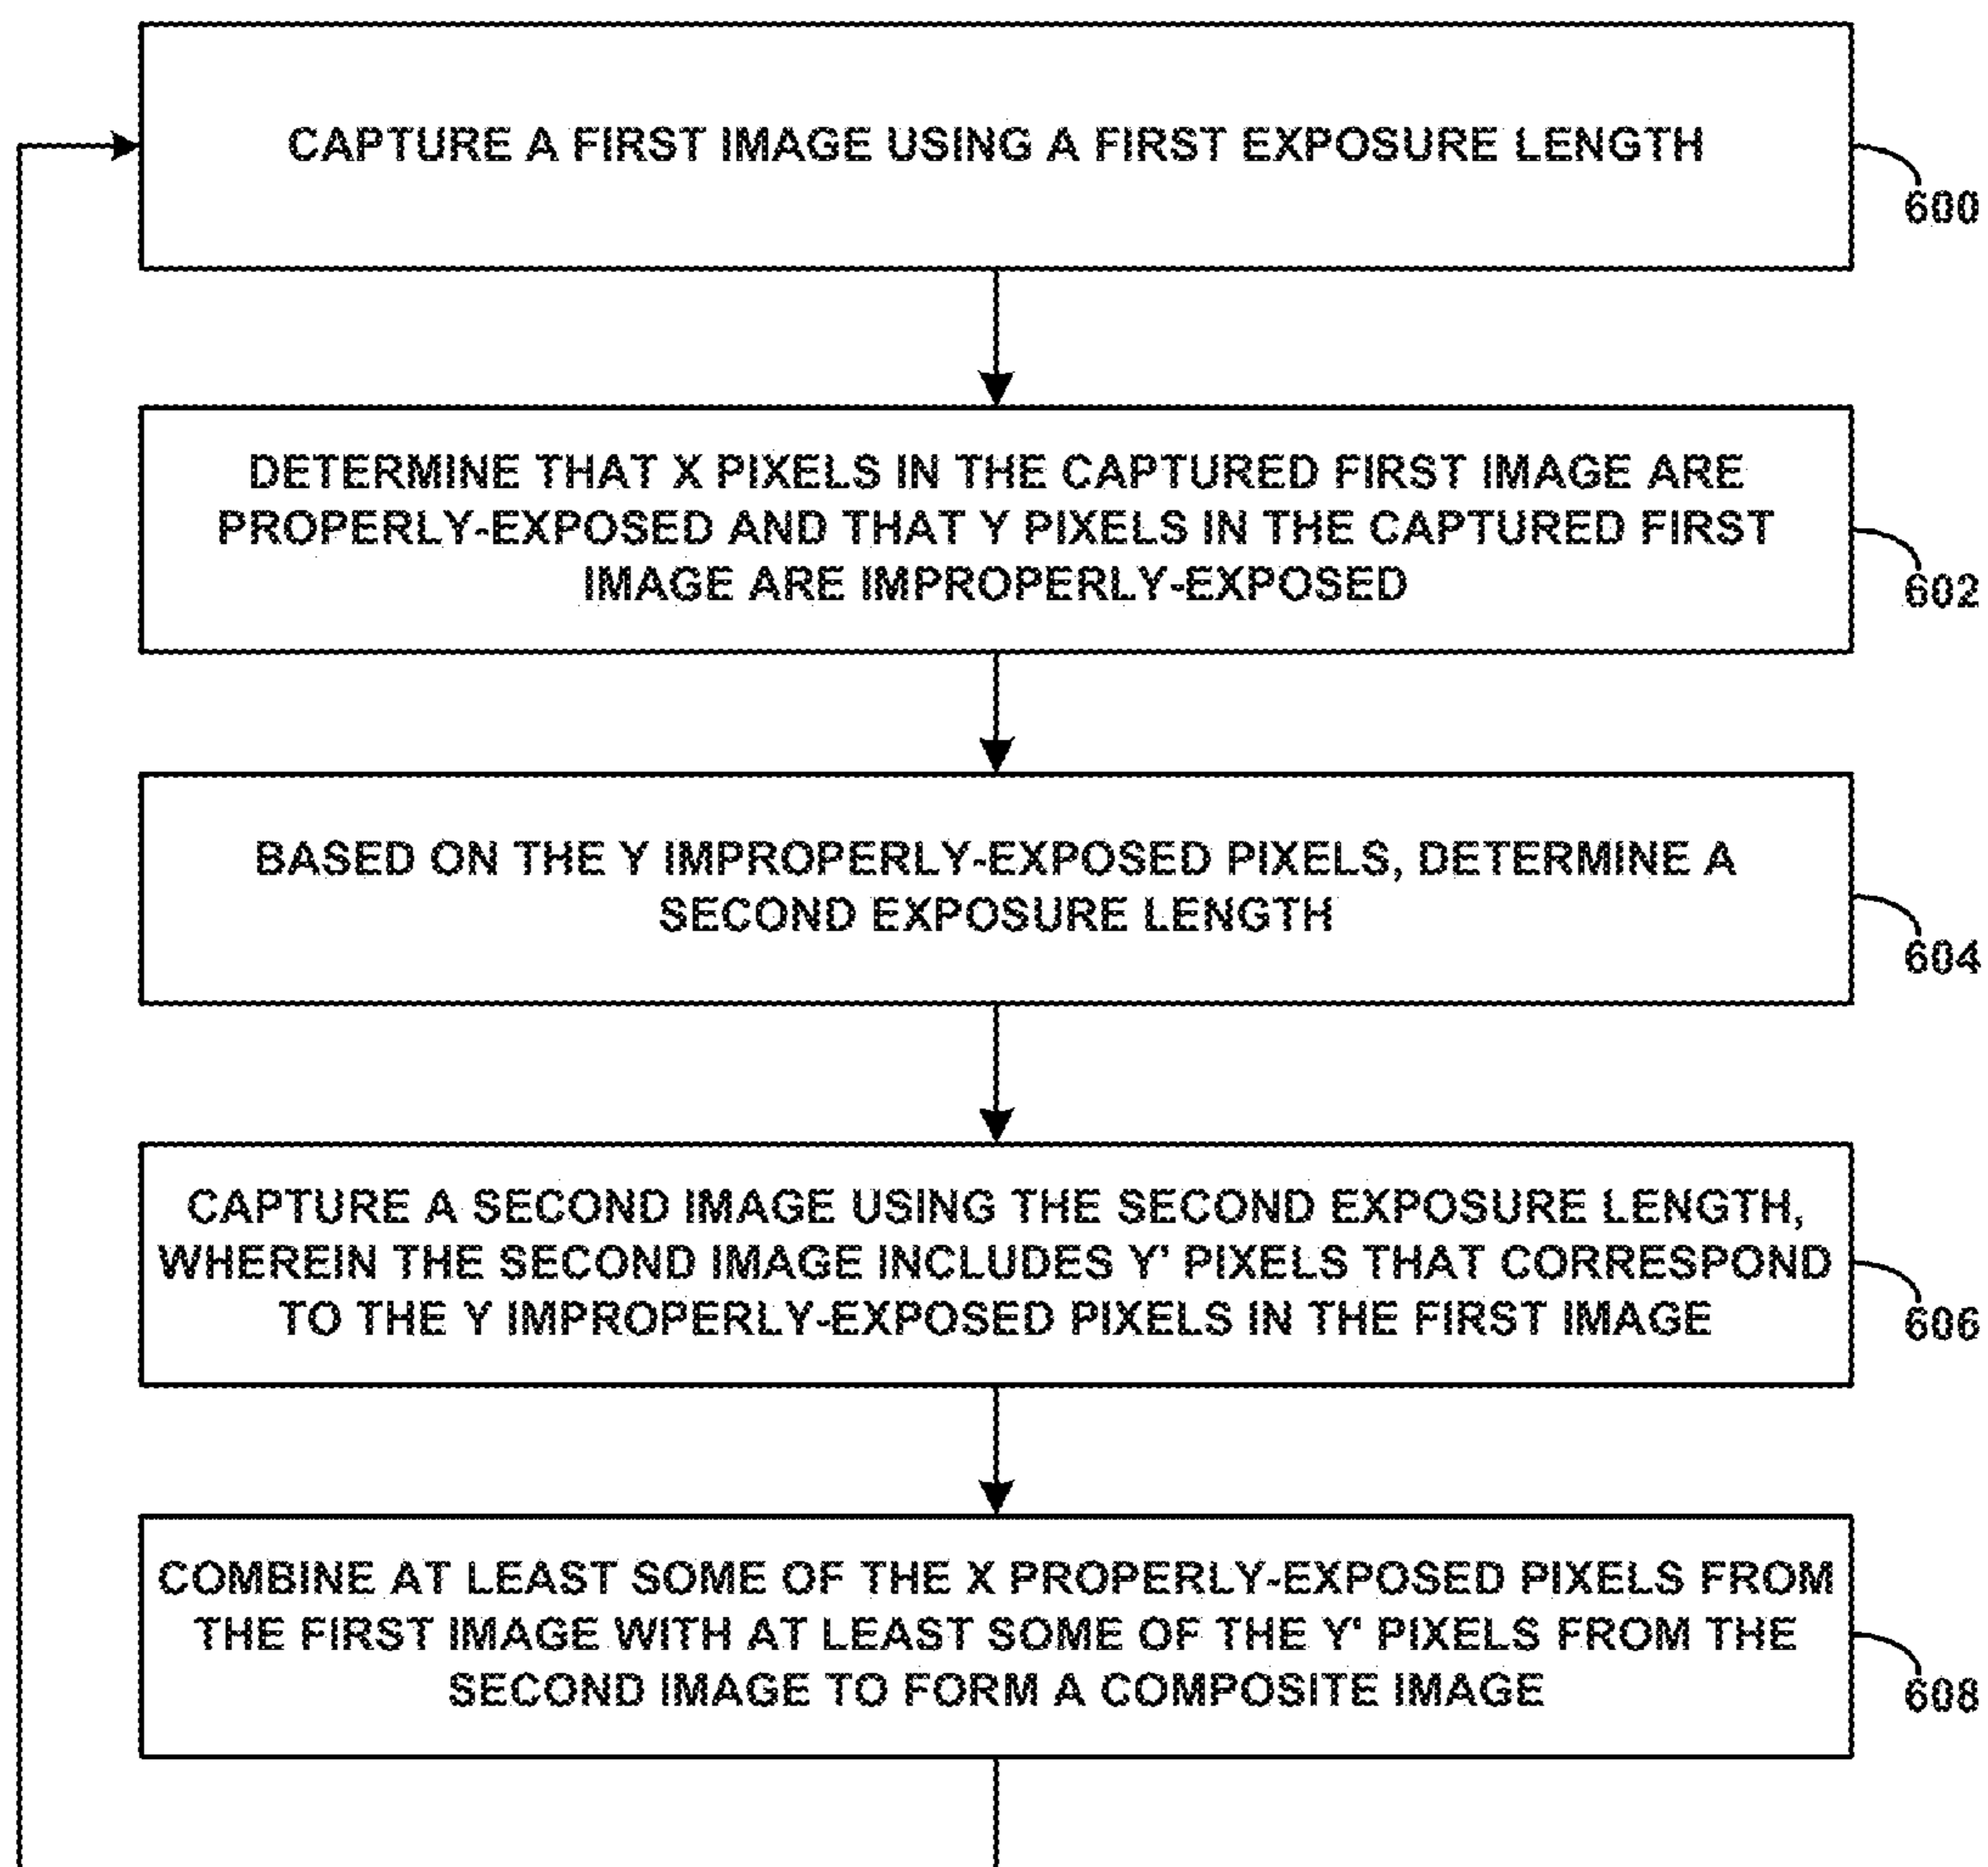 CAPTURE A FIRST IMAGE USING A FIRST EXPOSURE LENGTH
600
DETERMINE THAT X PIXELS IN THE CAPTURED FIRST IMAGE ARE
PROPERLY-EXPOSED AND THAT Y PIXELS IN THE CAPTURED FIRST
IMAGE ARE IMPROPERLY-EXPOSED
602
BASED ON THE Y IMPROPERLY-EXPOSED PIXELS, DETERMINE A
SECOND EXPOSURE LENGTH
604
CAPTURE A SECOND IMAGE USING THE SECOND EXPOSURE LENGTH,
WHEREIN THE SECOND IMAGE INCLUDES Y' PIXELS THAT CORRESPOND
TO THE Y IMPROPERLY-EXPOSED PIXELS IN THE FIRST IMAGE
606
COMBINE AT LEAST SOME OF THE X PROPERLY-EXPOSED PIXELS FROM
THE FIRST IMAGE WITH AT LEAST SOME OF THE Y' PIXELS FROM THE
SECOND IMAGE TO FORM A COMPOSITE IMAGE
608